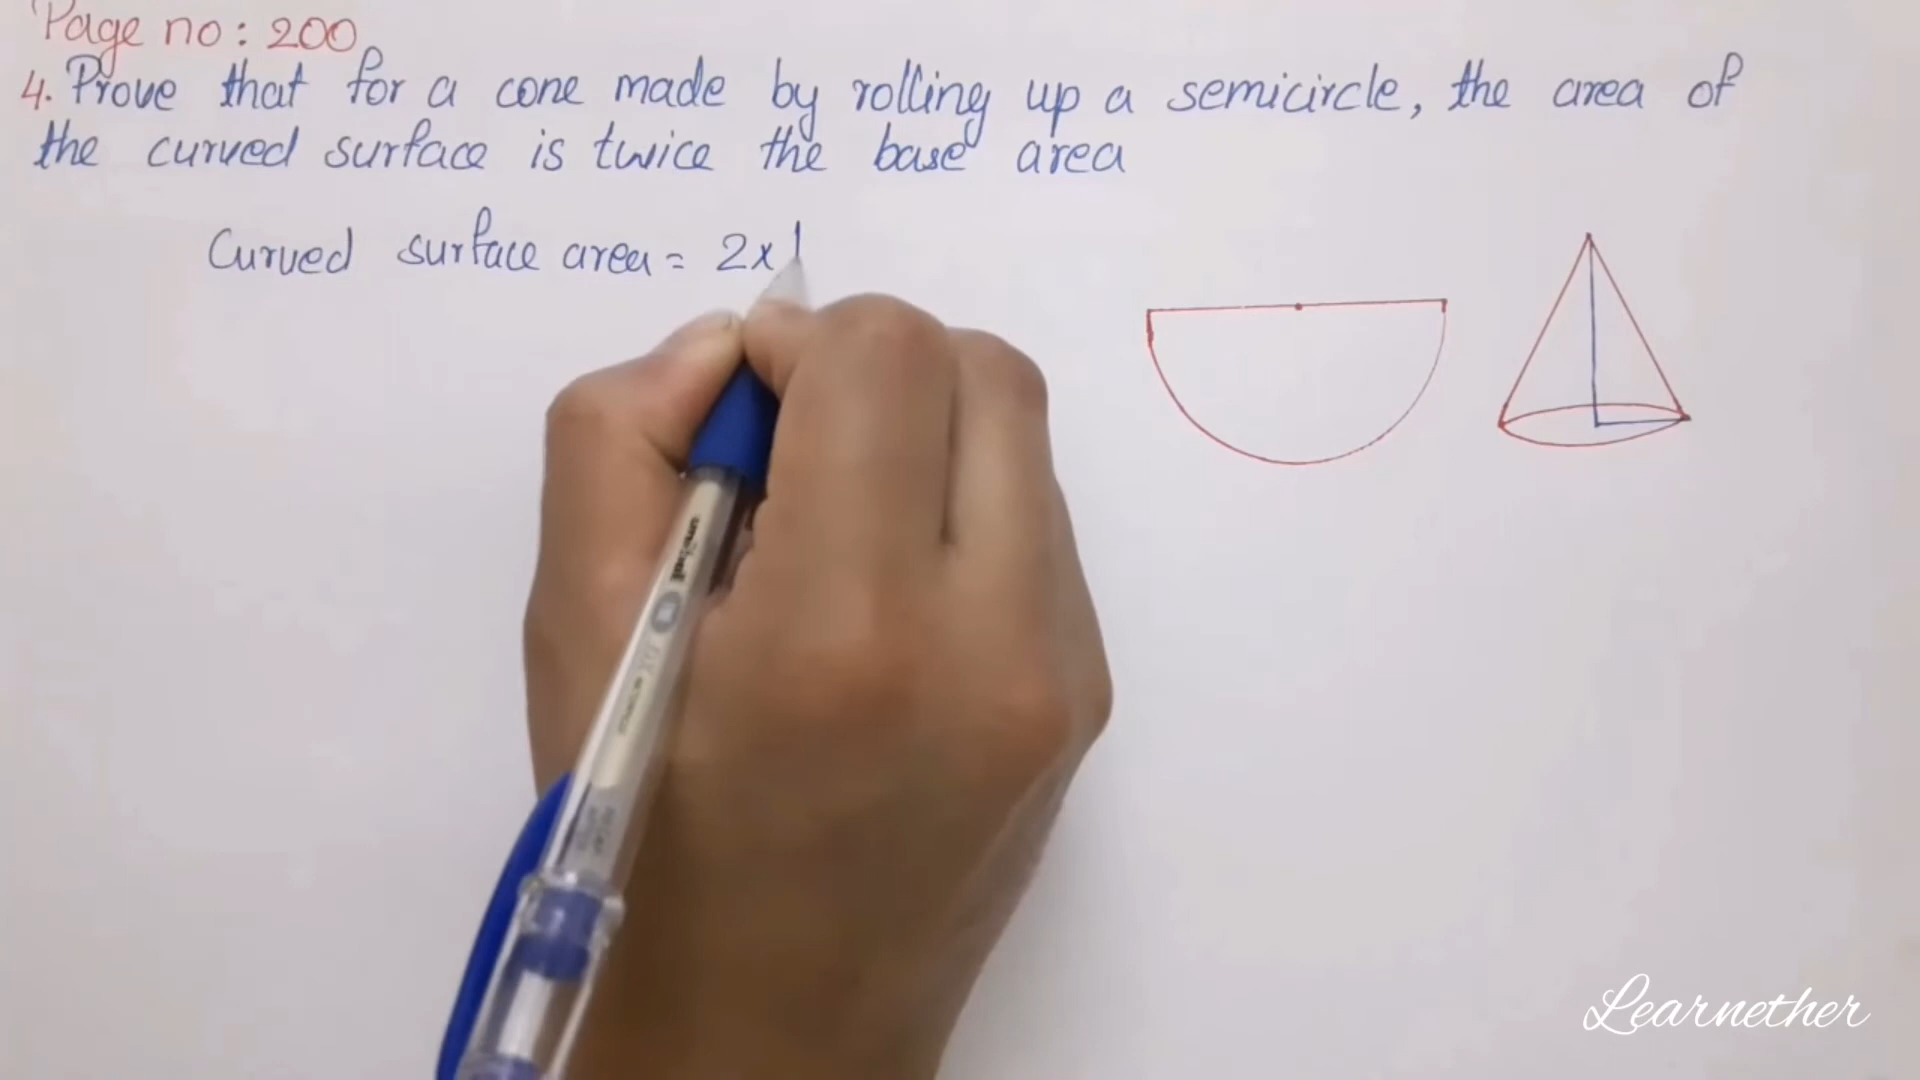 Page no: 200
4. Prove that for a cone made by rolling up a semicircle, the area of
the curved surface is twice the base area
Curved surface area = 2x
Learnether